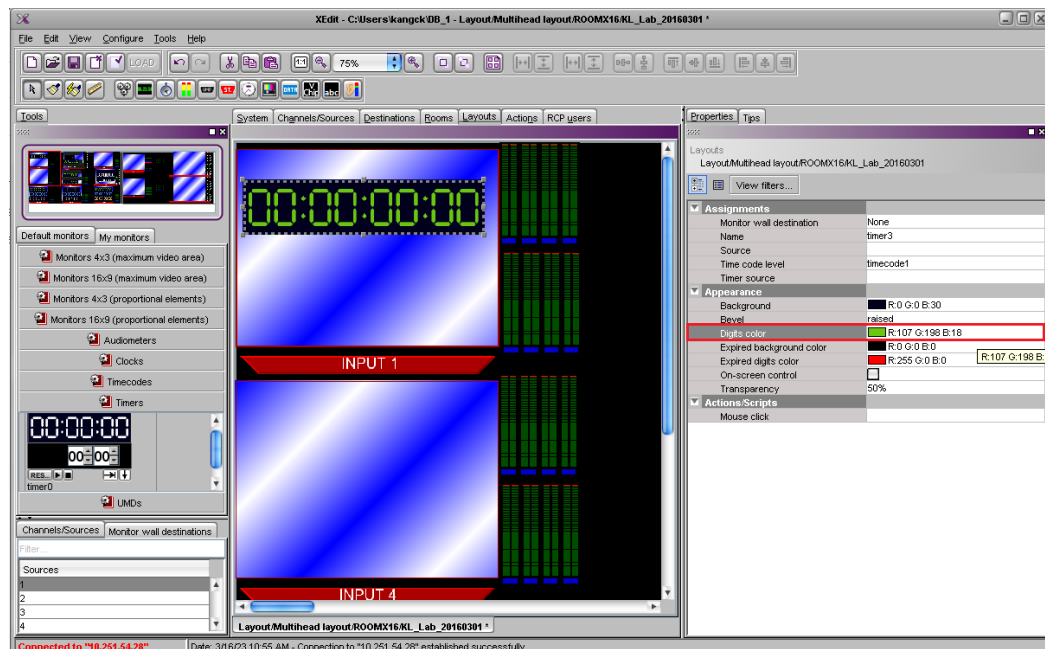 XEdit - C:\Users\kangck\DB_1 - Layout/Multihead layout/ROOMX16/KL_Lab_20160301 *
File Edit View Configure Tools Help
LOAD 1:1 75%
Tools
System Channels/Sources Destinations Rooms Layouts Actions RCP users
Properties Tips
Layouts
Layout/Multihead layout/ROOMX16/KL_Lab_20160301
View filters...
Assignments
Monitor wall destination None
Name timer3
Source
Time code level timecode1
Timer source
Appearance
Background R:0 G:0 B:30
Bevel raised
Digits color R:107 G:198 B:18
Expired background color R:0 G:0 B:0
R:107 G:198 B:
Expired digits color R:255 G:0 B:0
On-screen control
Transparency 50%
Actions/Scripts
Mouse click
00:00:00:00
INPUT 1
INPUT 4
Layout/Multihead layout/ROOMX16/KL_Lab_20160301 *
Default monitors My monitors
Monitors 4x3 (maximum video area)
Monitors 16x9 (maximum video area)
Monitors 4x3 (proportional elements)
Monitors 16x9 (proportional elements)
Audiometers
Clocks
Timecodes
Timers
00:00:00
00 00
RES...
timer0
UMDs
Channels/Sources Monitor wall destinations
Filter...
Sources
1
2
3
4
Connected to "10.251.54.28" Date: 3/16/23 10:55 AM - Connection to "10.251.54.28" established successfully